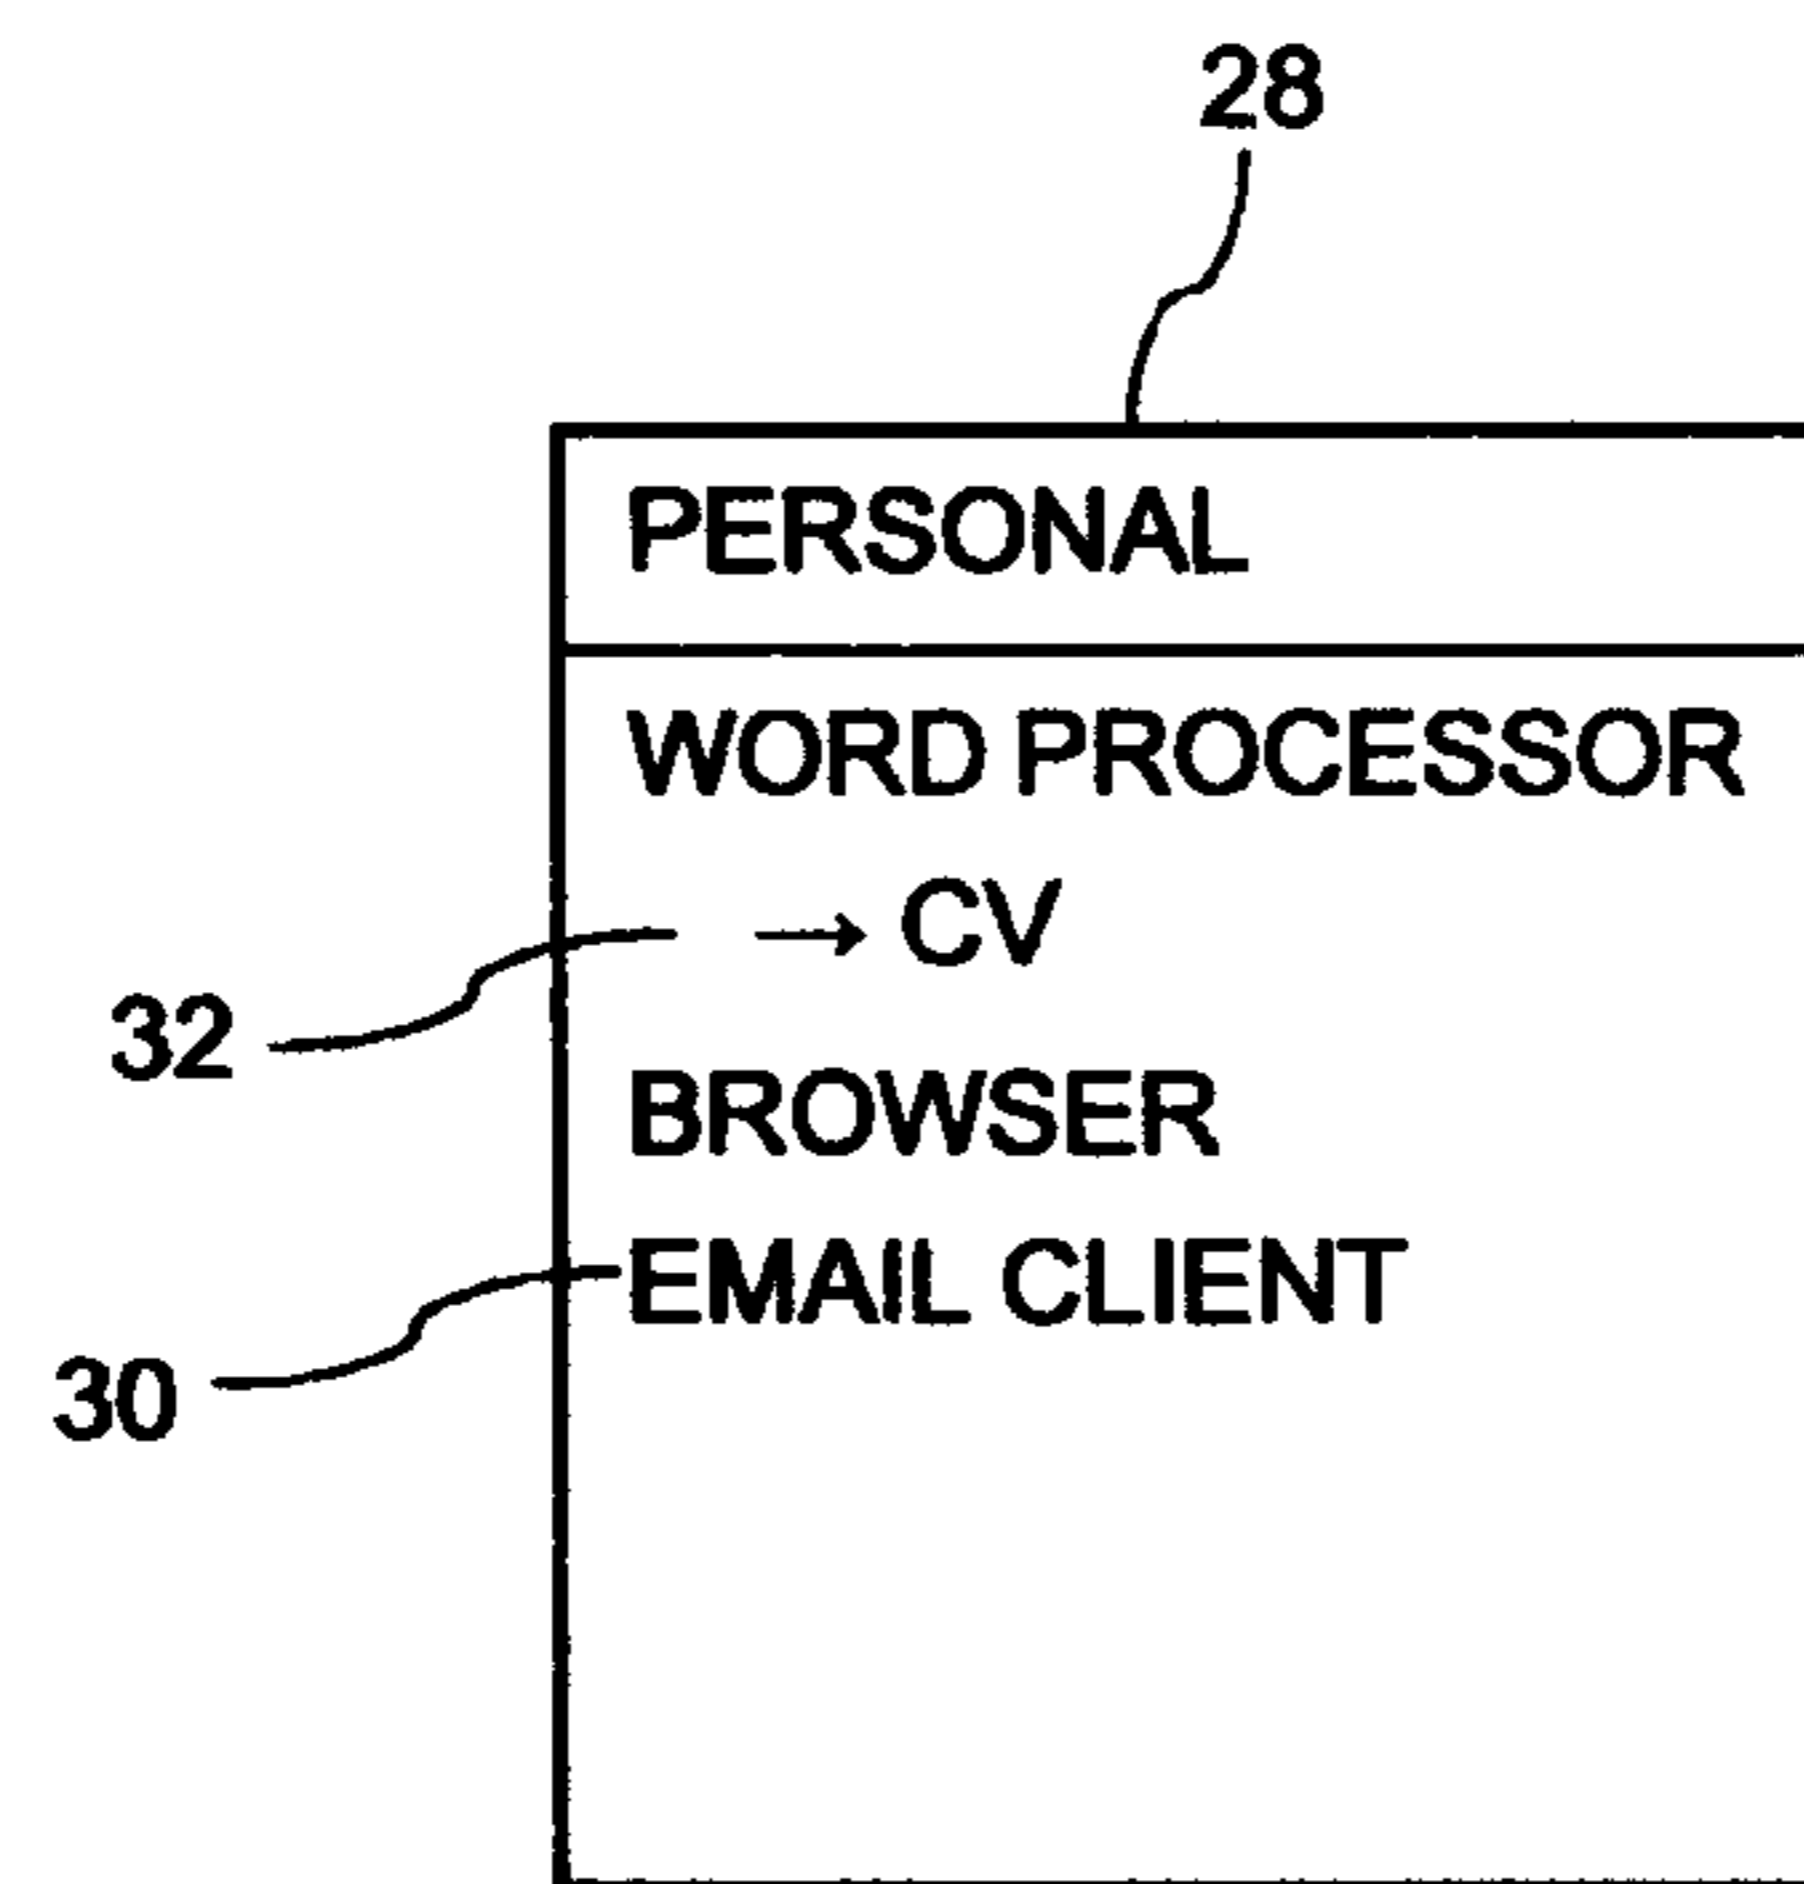 28
PERSONAL
WORD PROCESSOR
→ CV
32
BROWSER
EMAIL CLIENT
30